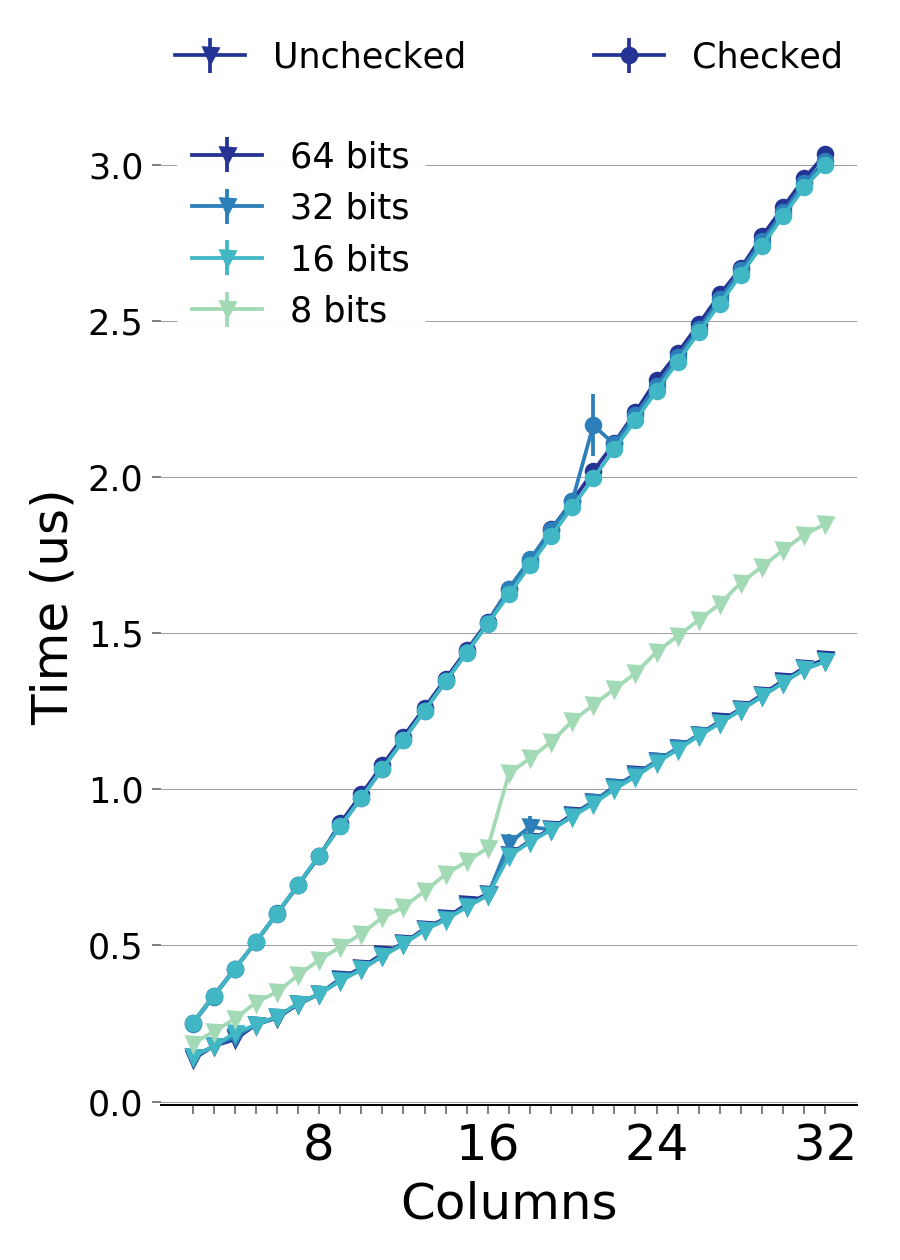 Unchecked Checked
64 bits
32 bits
16 bits
8 bits
3.0
2.5
2.0
1.5
1.0
0.5
0.0
Time (us)
8 16 24 32
Columns